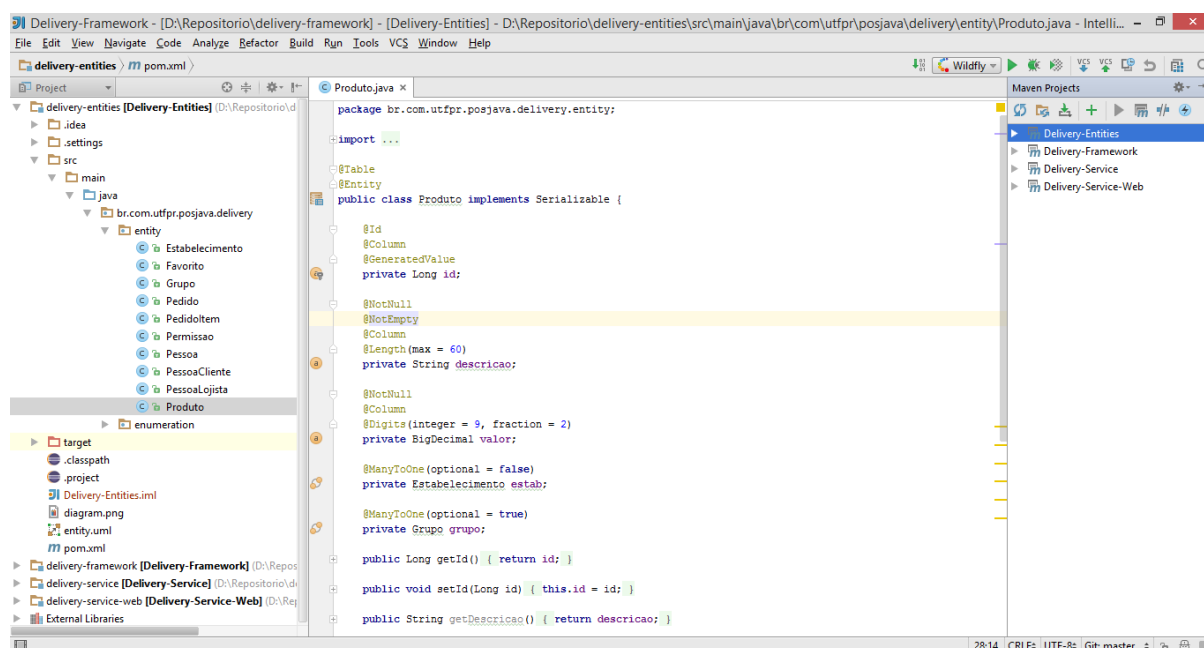 Delivery-Framework - [D:\Repositorio\delivery-framework] - [Delivery-Entities] - D:\Repositorio\delivery-entities\src\main\java\br\com\utfpr\posjava\delivery\entity\Produto.java - Intelli...
File Edit View Navigate Code Analyze Refactor Build Run Tools VCS Window Help
delivery-entities m pom.xml
Wildfly
VCS VCS
Project
delivery-entities [Delivery-Entities] (D:\Repositorio\d
.idea
.settings
src
main
java
br.com.utfpr.posjava.delivery
entity
Estabelecimento
Favorito
Grupo
Pedido
PedidoItem
Permissao
Pessoa
PessoaCliente
PessoaLojista
Produto
enumeration
target
.classpath
.project
Delivery-Entities.iml
diagram.png
entity.uml
m pom.xml
delivery-framework [Delivery-Framework] (D:\Repos
delivery-service [Delivery-Service] (D:\Repositorio\de
delivery-service-web [Delivery-Service-Web] (D:\Rep
External Libraries
Produto.java ×
package br.com.utfpr.posjava.delivery.entity;
import ...
@Table
@Entity
public class Produto implements Serializable {
@Id
@Column
@GeneratedValue
private Long id;
@NotNull
@NotEmpty
@Column
@Length(max = 60)
private String descricao;
@NotNull
@Column
@Digits(integer = 9, fraction = 2)
private BigDecimal valor;
@ManyToOne(optional = false)
private Estabelecimento estab;
@ManyToOne(optional = true)
private Grupo grupo;
public Long getId() { return id; }
public void setId(Long id) { this.id = id; }
public String getDescricao() { return descricao; }
Maven Projects
Delivery-Entities
Delivery-Framework
Delivery-Service
Delivery-Service-Web
28:14 CRLF UTF-8 Git: master